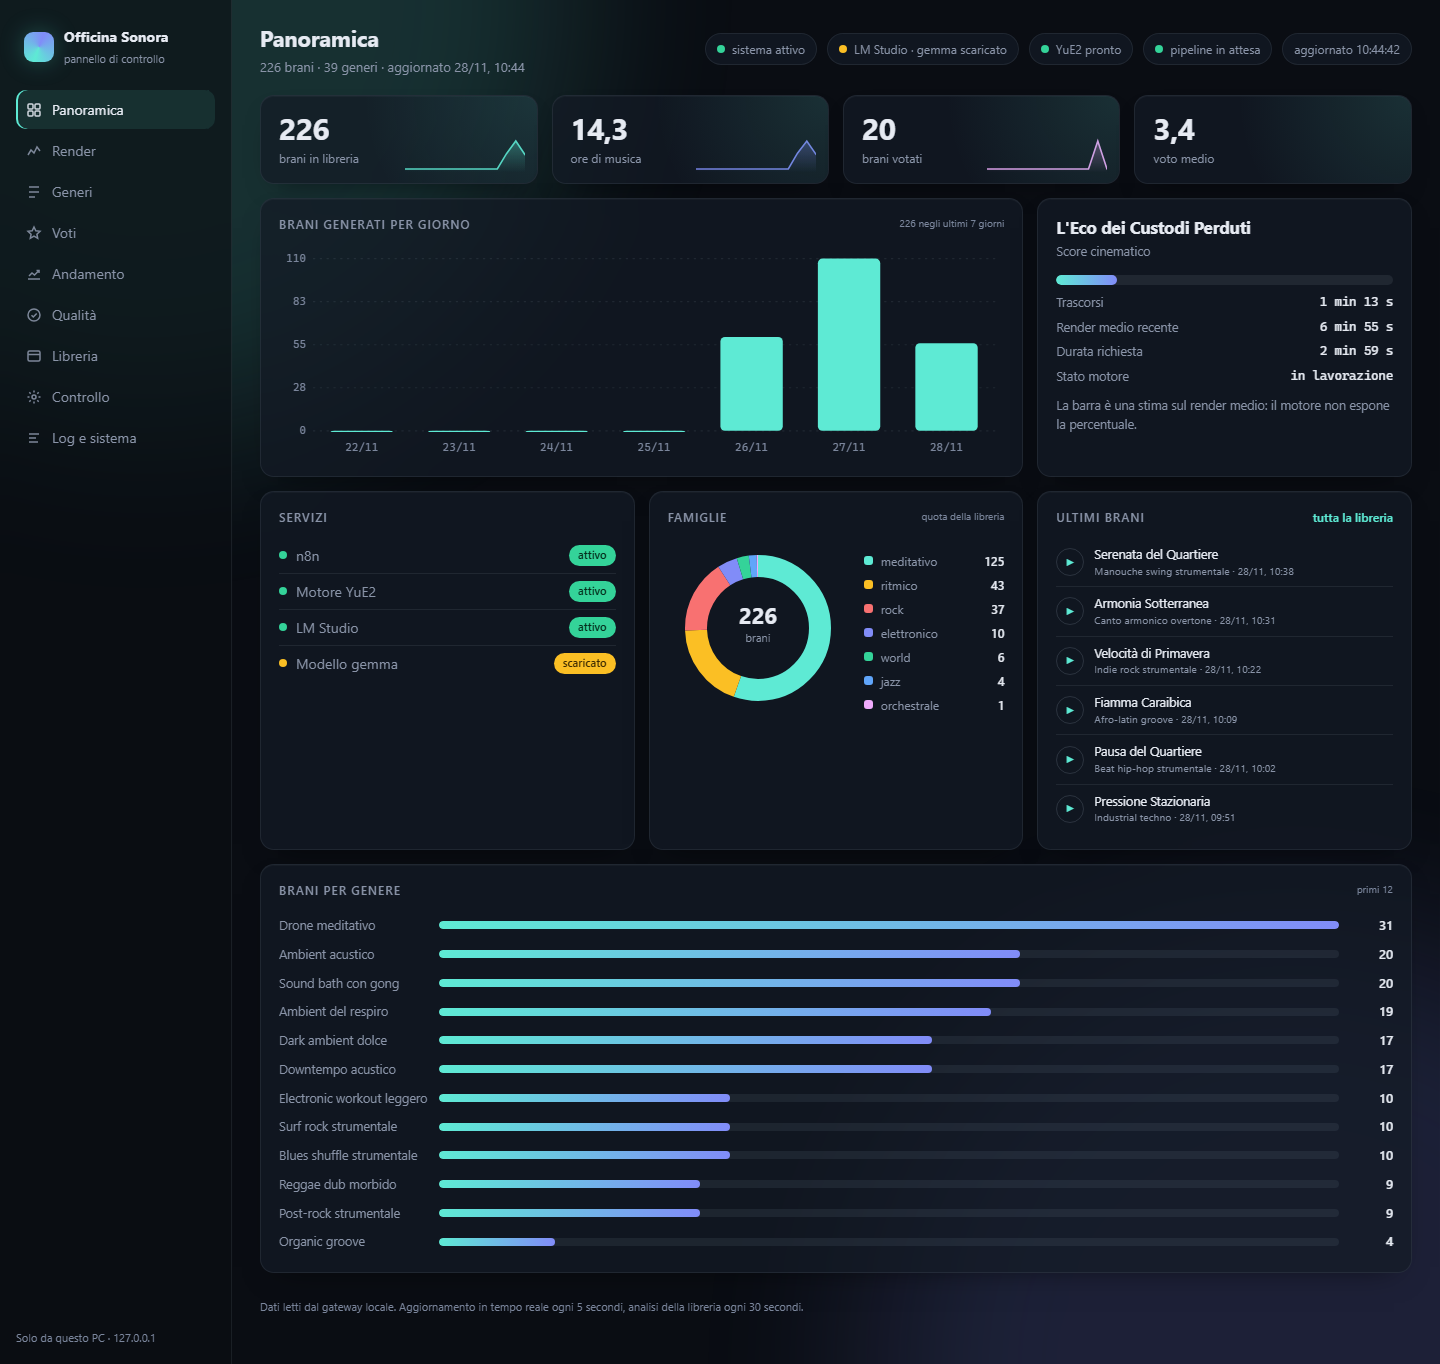 Officina Sonora
pannello di controllo
Panoramica
Render
Generi
Voti
Andamento
Qualità
Libreria
Controllo
Log e sistema
Solo da questo PC · 127.0.0.1
Panoramica
226 brani · 39 generi · aggiornato 28/11, 10:44
sistema attivo
LM Studio · gemma scaricato
YuE2 pronto
pipeline in attesa
aggiornato 10:44:42
226
brani in libreria
14,3
ore di musica
20
brani votati
3,4
voto medio
BRANI GENERATI PER GIORNO
226 negli ultimi 7 giorni
110
83
55
28
0
22/11
23/11
24/11
25/11
26/11
27/11
28/11
L'Eco dei Custodi Perduti
Score cinematico
Trascorsi 1 min 13 s
Render medio recente 6 min 55 s
Durata richiesta 2 min 59 s
Stato motore in lavorazione
La barra è una stima sul render medio: il motore non espone
la percentuale.
SERVIZI
n8n attivo
Motore YuE2 attivo
LM Studio attivo
Modello gemma scaricato
FAMIGLIE
quota della libreria
226
brani
meditativo 125
ritmico 43
rock 37
elettronico 10
world 6
jazz 4
orchestrale 1
ULTIMI BRANI
tutta la libreria
Serenata del Quartiere
Manouche swing strumentale · 28/11, 10:38
Armonia Sotterranea
Canto armonico overtone · 28/11, 10:31
Velocità di Primavera
Indie rock strumentale · 28/11, 10:22
Fiamma Caraibica
Afro-latin groove · 28/11, 10:09
Pausa del Quartiere
Beat hip-hop strumentale · 28/11, 10:02
Pressione Stazionaria
Industrial techno · 28/11, 09:51
BRANI PER GENERE
primi 12
Drone meditativo 31
Ambient acustico 20
Sound bath con gong 20
Ambient del respiro 19
Dark ambient dolce 17
Downtempo acustico 17
Electronic workout leggero 10
Surf rock strumentale 10
Blues shuffle strumentale 10
Reggae dub morbido 9
Post-rock strumentale 9
Organic groove 4
Dati letti dal gateway locale. Aggiornamento in tempo reale ogni 5 secondi, analisi della libreria ogni 30 secondi.